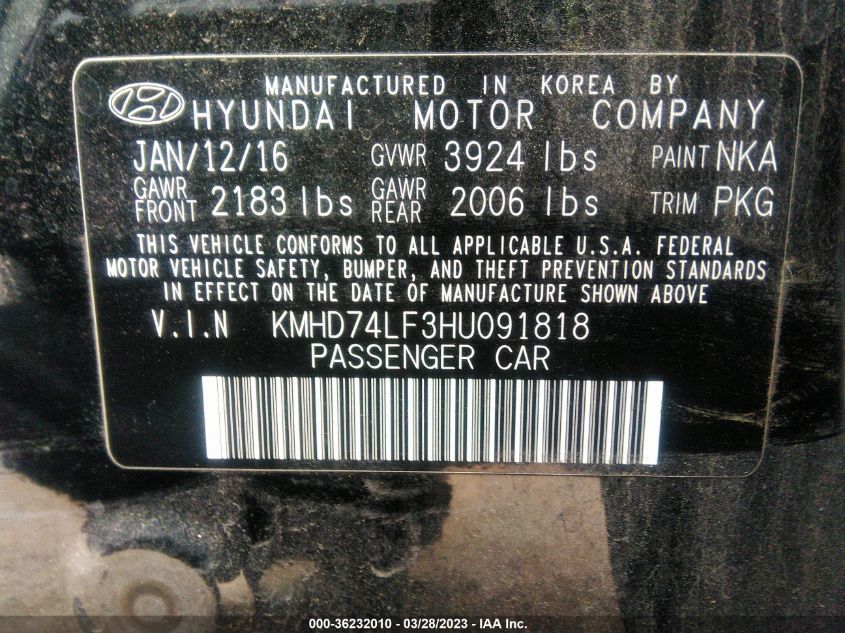 MANUFACTURED IN KOREA BY
HYUNDAI MOTOR COMPANY
JAN/12/16 GVWR 3924 lbs PAINT NKA
GAWR FRONT 2183 lbs GAWR REAR 2006 lbs TRIM PKG
THIS VEHICLE CONFORMS TO ALL APPLICABLE U.S.A. FEDERAL
MOTOR VEHICLE SAFETY, BUMPER, AND THEFT PREVENTION STANDARDS
IN EFFECT ON THE DATE OF MANUFACTURE SHOWN ABOVE
V.I.N KMHD74LF3HU091818
PASSENGER CAR
000-36232010 — 03/28/2023 — IAA Inc.